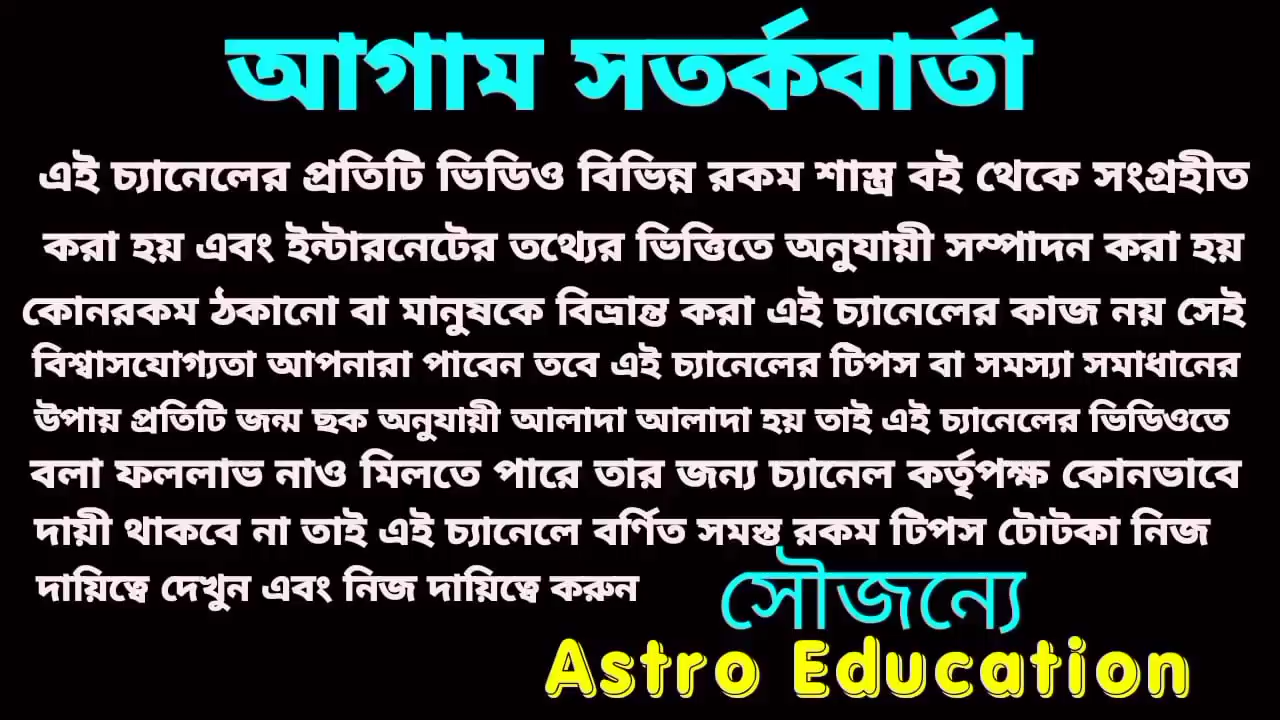 আগাম সতর্কবার্তা
এই চ্যানেলের প্রতিটি ভিডিও বিভিন্ন রকম শাস্ত্র বই থেকে সংগ্রহীত
করা হয় এবং ইন্টারনেটের তথ্যের ভিত্তিতে অনুযায়ী সম্পাদন করা হয়
কোনরকম ঠকানো বা মানুষকে বিভ্রান্ত করা এই চ্যানেলের কাজ নয় সেই
বিশ্বাসযোগ্যতা আপনারা পাবেন তবে এই চ্যানেলের টিপস বা সমস্যা সমাধানের
উপায় প্রতিটি জন্ম ছক অনুযায়ী আলাদা আলাদা হয় তাই এই চ্যানেলের ভিডিওতে
বলা ফললাভ নাও মিলতে পারে তার জন্য চ্যানেল কর্তৃপক্ষ কোনভাবে
দায়ী থাকবে না তাই এই চ্যানেলে বর্ণিত সমস্ত রকম টিপস টোটকা নিজ
দায়িত্বে দেখুন এবং নিজ দায়িত্বে করুন
সৌজন্যে
Astro Education